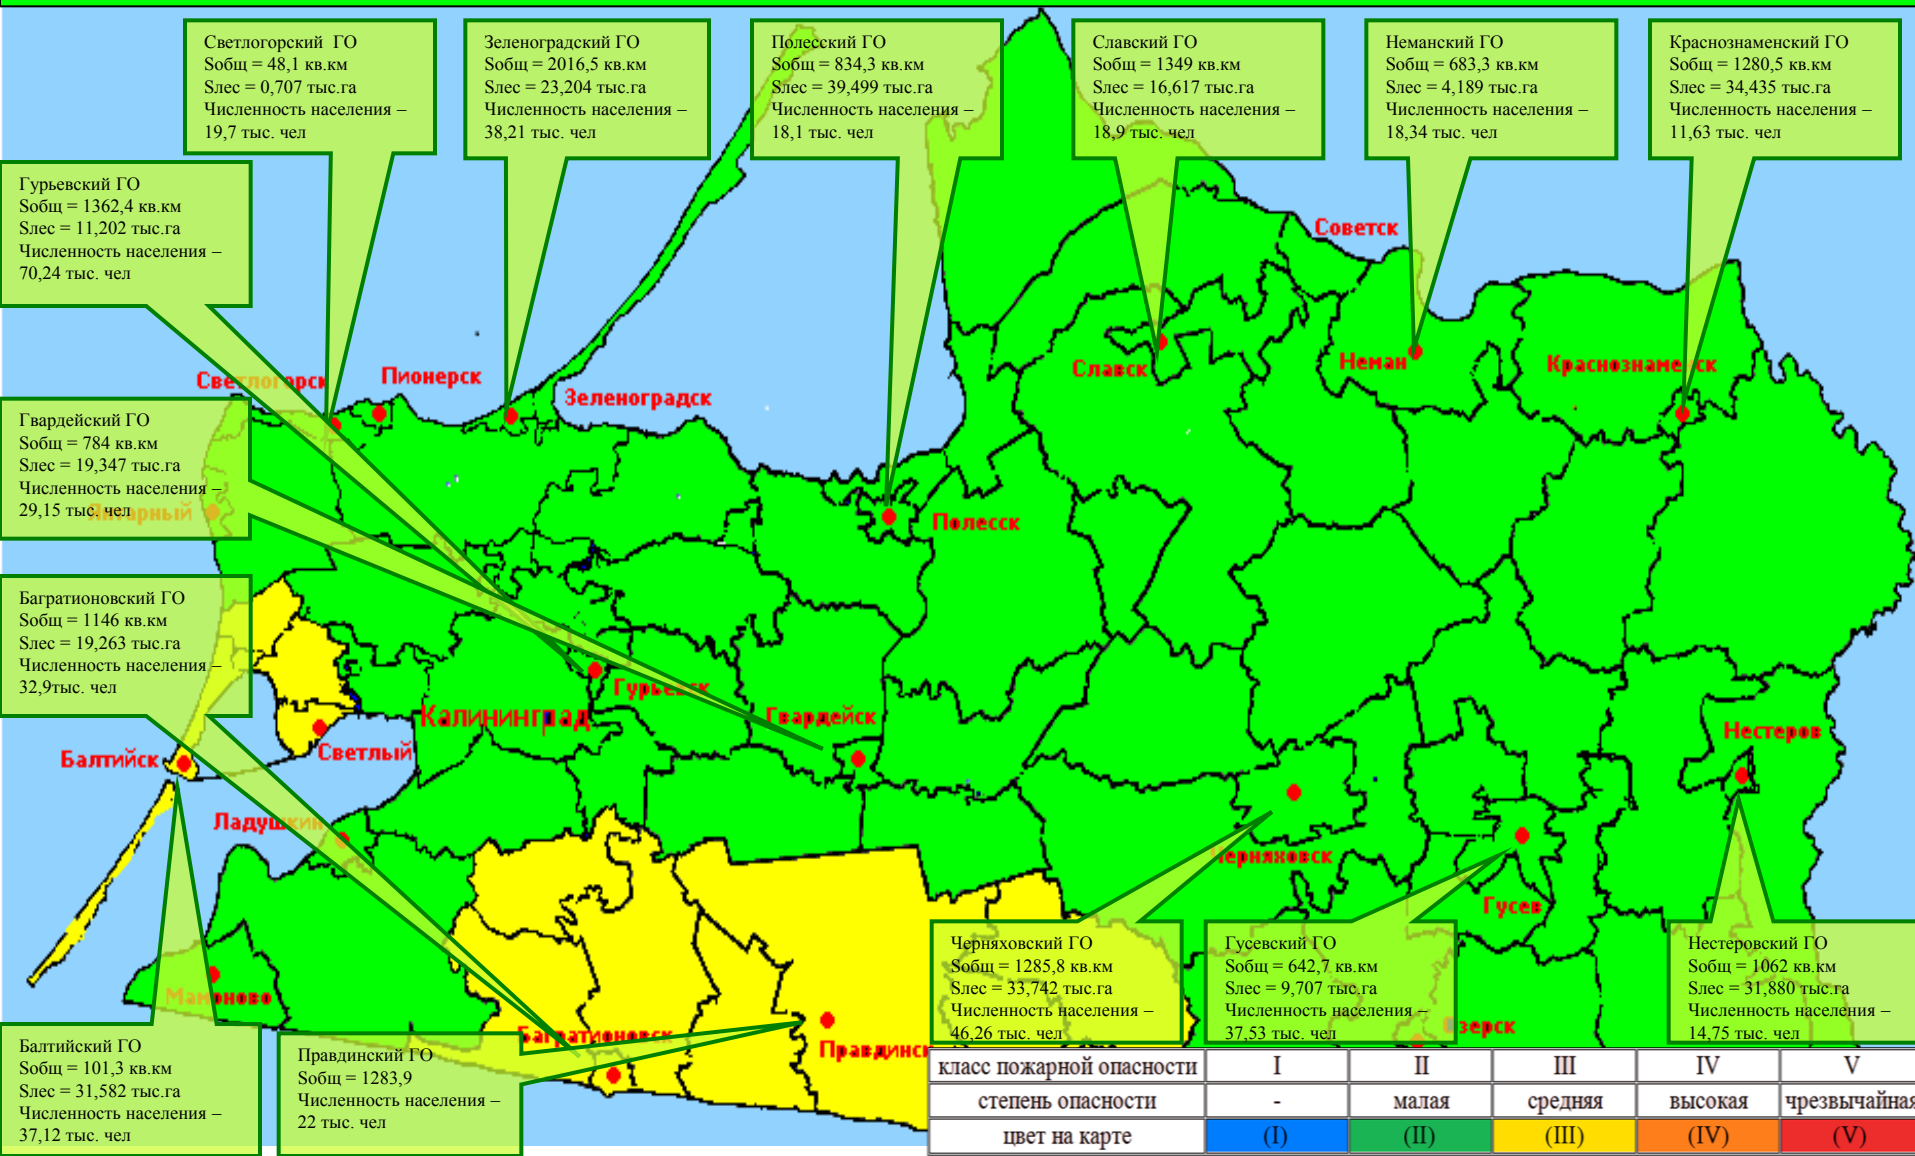 Светлогорский ГО
Sобщ = 48,1 кв.км
Sлес = 0,707 тыс.га
Численность населения –
19,7 тыс. чел
Зеленоградский ГО
Sобщ = 2016,5 кв.км
Sлес = 23,204 тыс.га
Численность населения –
38,21 тыс. чел
Полесский ГО
Sобщ = 834,3 кв.км
Sлес = 39,499 тыс.га
Численность населения –
18,1 тыс. чел
Славский ГО
Sобщ = 1349 кв.км
Sлес = 16,617 тыс.га
Численность населения –
18,9 тыс. чел
Неманский ГО
Sобщ = 683,3 кв.км
Sлес = 4,189 тыс.га
Численность населения –
18,34 тыс. чел
Краснознаменский ГО
Sобщ = 1280,5 кв.км
Sлес = 34,435 тыс.га
Численность населения –
11,63 тыс. чел
Гурьевский ГО
Sобщ = 1362,4 кв.км
Sлес = 11,202 тыс.га
Численность населения –
70,24 тыс. чел
Советск
Светлогорск
Пионерск
Зеленоградск
Славск
Неман
Краснознаменск
Гвардейский ГО
Sобщ = 784 кв.км
Sлес = 19,347 тыс.га
Численность населения –
29,15 тыс. чел
Янтарный
Полесск
Багратионовский ГО
Sобщ = 1146 кв.км
Sлес = 19,263 тыс.га
Численность населения –
32,9тыс. чел
Гурьевск
Калининград
Гвардейск
Нестеров
Балтийск
Светлый
Ладушкин
Черняховск
Гусев
Мамоново
Багратионовск
Правдинск
Озерск
Черняховский ГО
Sобщ = 1285,8 кв.км
Sлес = 33,742 тыс.га
Численность населения –
46,26 тыс. чел
Гусевский ГО
Sобщ = 642,7 кв.км
Sлес = 9,707 тыс.га
Численность населения –
37,53 тыс. чел
Нестеровский ГО
Sобщ = 1062 кв.км
Sлес = 31,880 тыс.га
Численность населения –
14,75 тыс. чел
Балтийский ГО
Sобщ = 101,3 кв.км
Sлес = 31,582 тыс.га
Численность населения –
37,12 тыс. чел
Правдинский ГО
Sобщ = 1283,9
Численность населения –
22 тыс. чел
класс пожарной опасности I II III IV V
степень опасности - малая средняя высокая чрезвычайная
цвет на карте (I) (II) (III) (IV) (V)